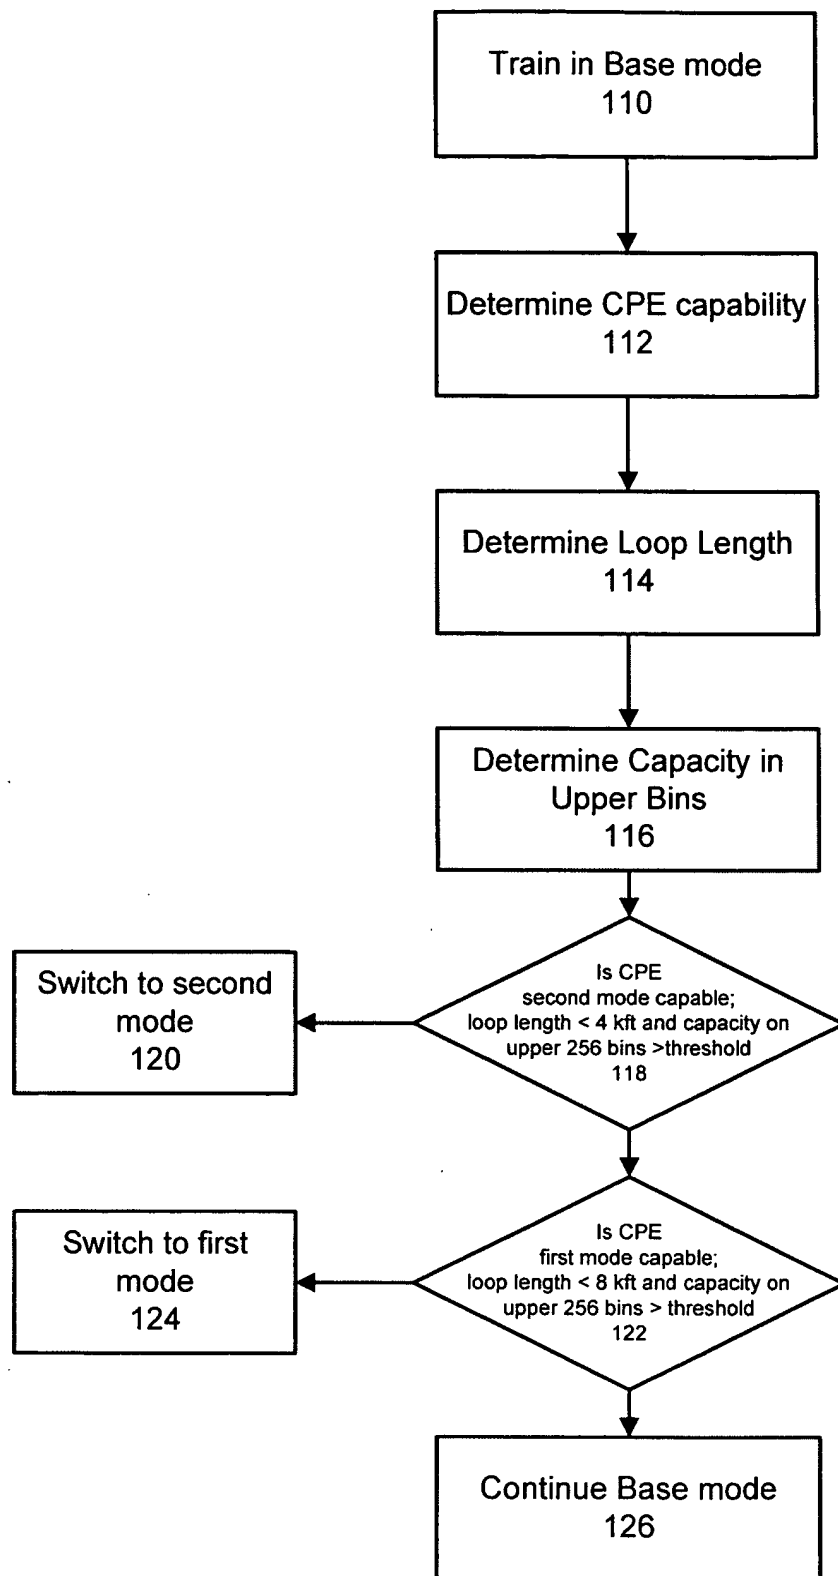 Train in Base mode
110
Determine CPE capability
112
Determine Loop Length
114
Determine Capacity in
Upper Bins
116
Is CPE
second mode capable;
loop length < 4 kft and capacity on
upper 256 bins >threshold
118
Switch to second
mode
120
Is CPE
first mode capable;
loop length < 8 kft and capacity on
upper 256 bins > threshold
122
Switch to first
mode
124
Continue Base mode
126